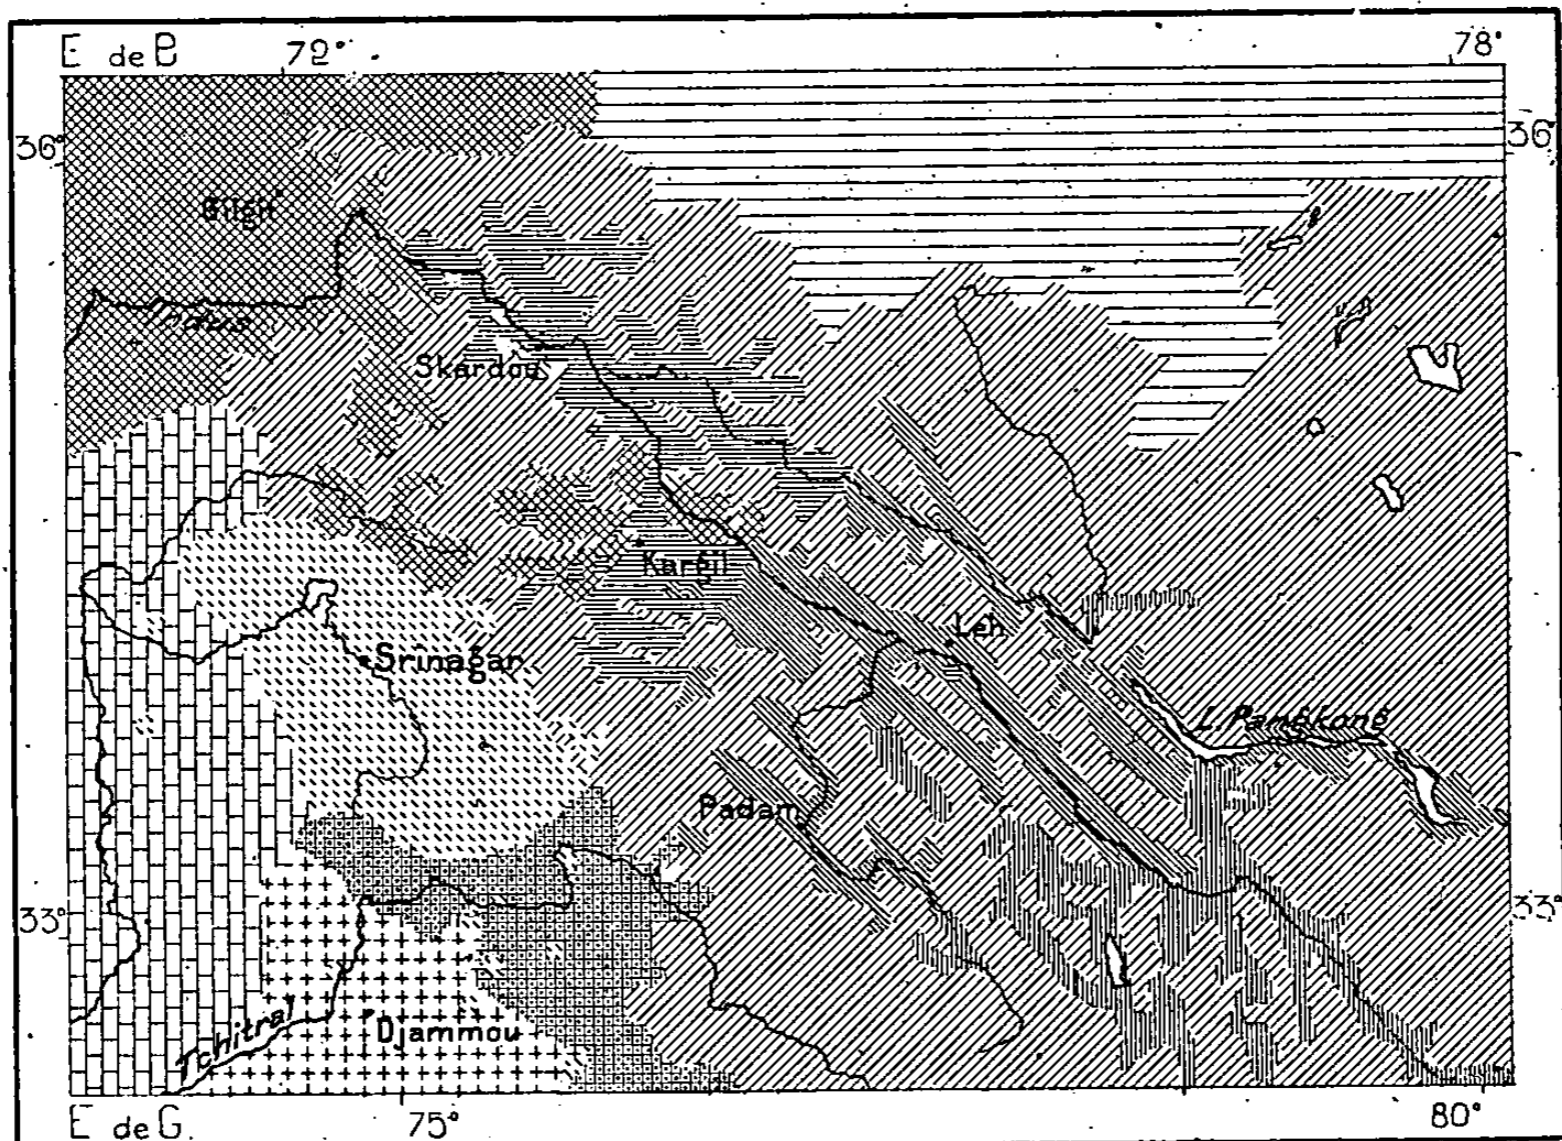 E de B 72° 78°
36° 36°
Gilgit
Indus
Skardou
Kargil
Leh
Srinagar
L. Pangkong
Padam
33° 33°
Djammou
Tchitral
E de G. 75° 80°